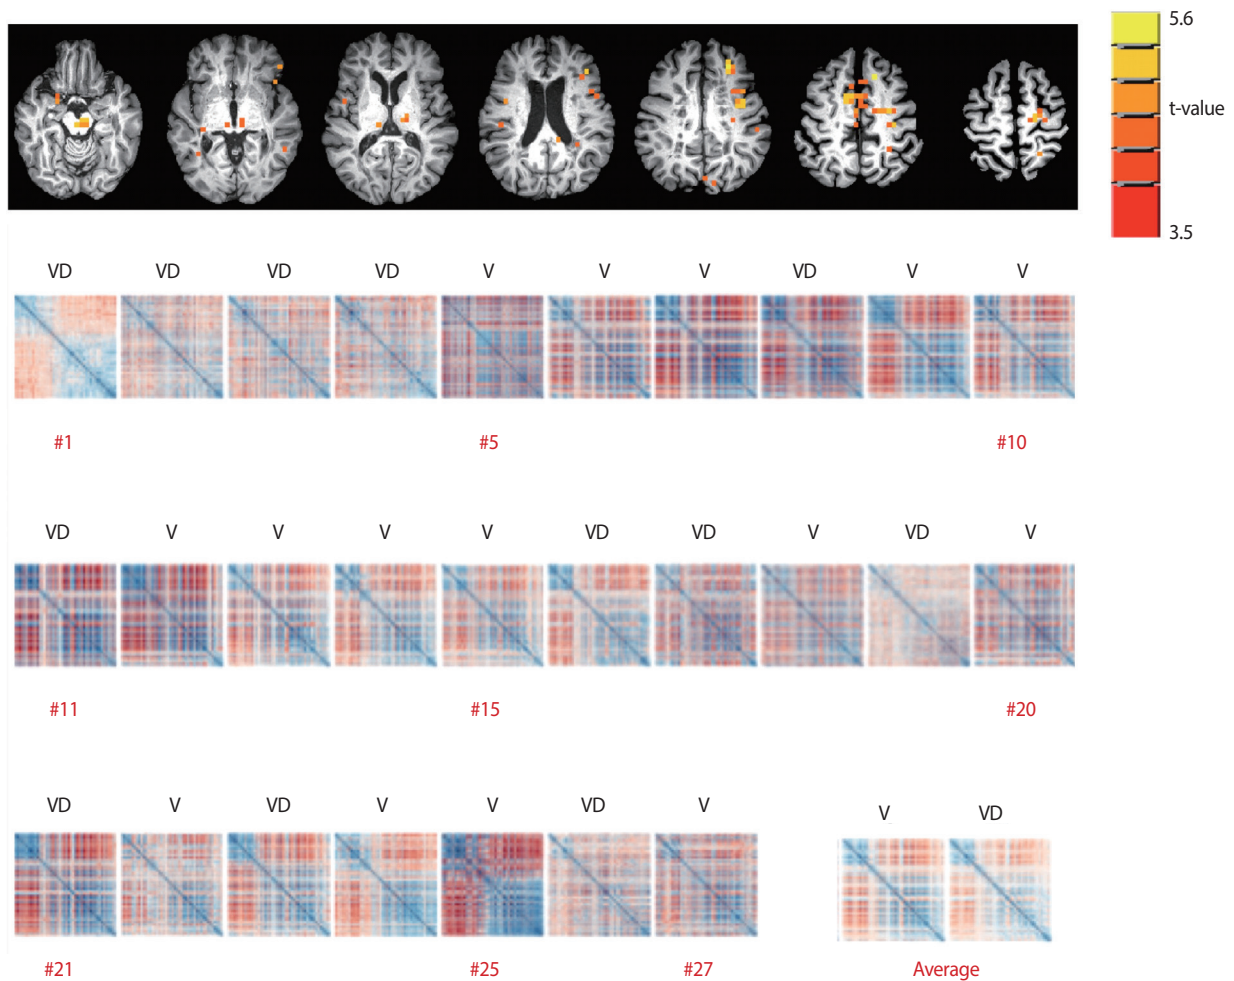 5.6
t-value
3.5
VD VD VD VD V V V VD V V
#1 #5 #10
VD V V V V VD VD V VD V
#11 #15 #20
VD V VD V V VD V V VD
#21 #25 #27 Average